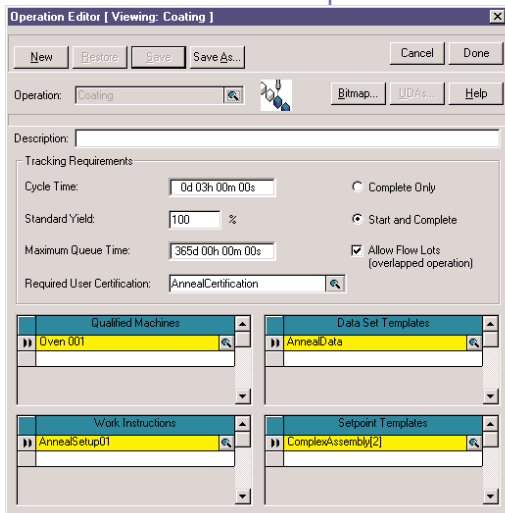 Operation Editor [ Viewing: Coating ]
New Restore Save Save As... Cancel Done
Operation: Coating Bitmap... UDAs... Help
Description:
Tracking Requirements
Cycle Time: 0d 03h 00m 00s Complete Only
Standard Yield: 100 % Start and Complete
Maximum Queue Time: 365d 00h 00m 00s Allow Flow Lots
(overlapped operation)
Required User Certification: AnnealCertification
Qualified Machines Data Set Templates
Oven 001 AnnealData
Work Instructions Setpoint Templates
AnnealSetup01 ComplexAssembly[2]